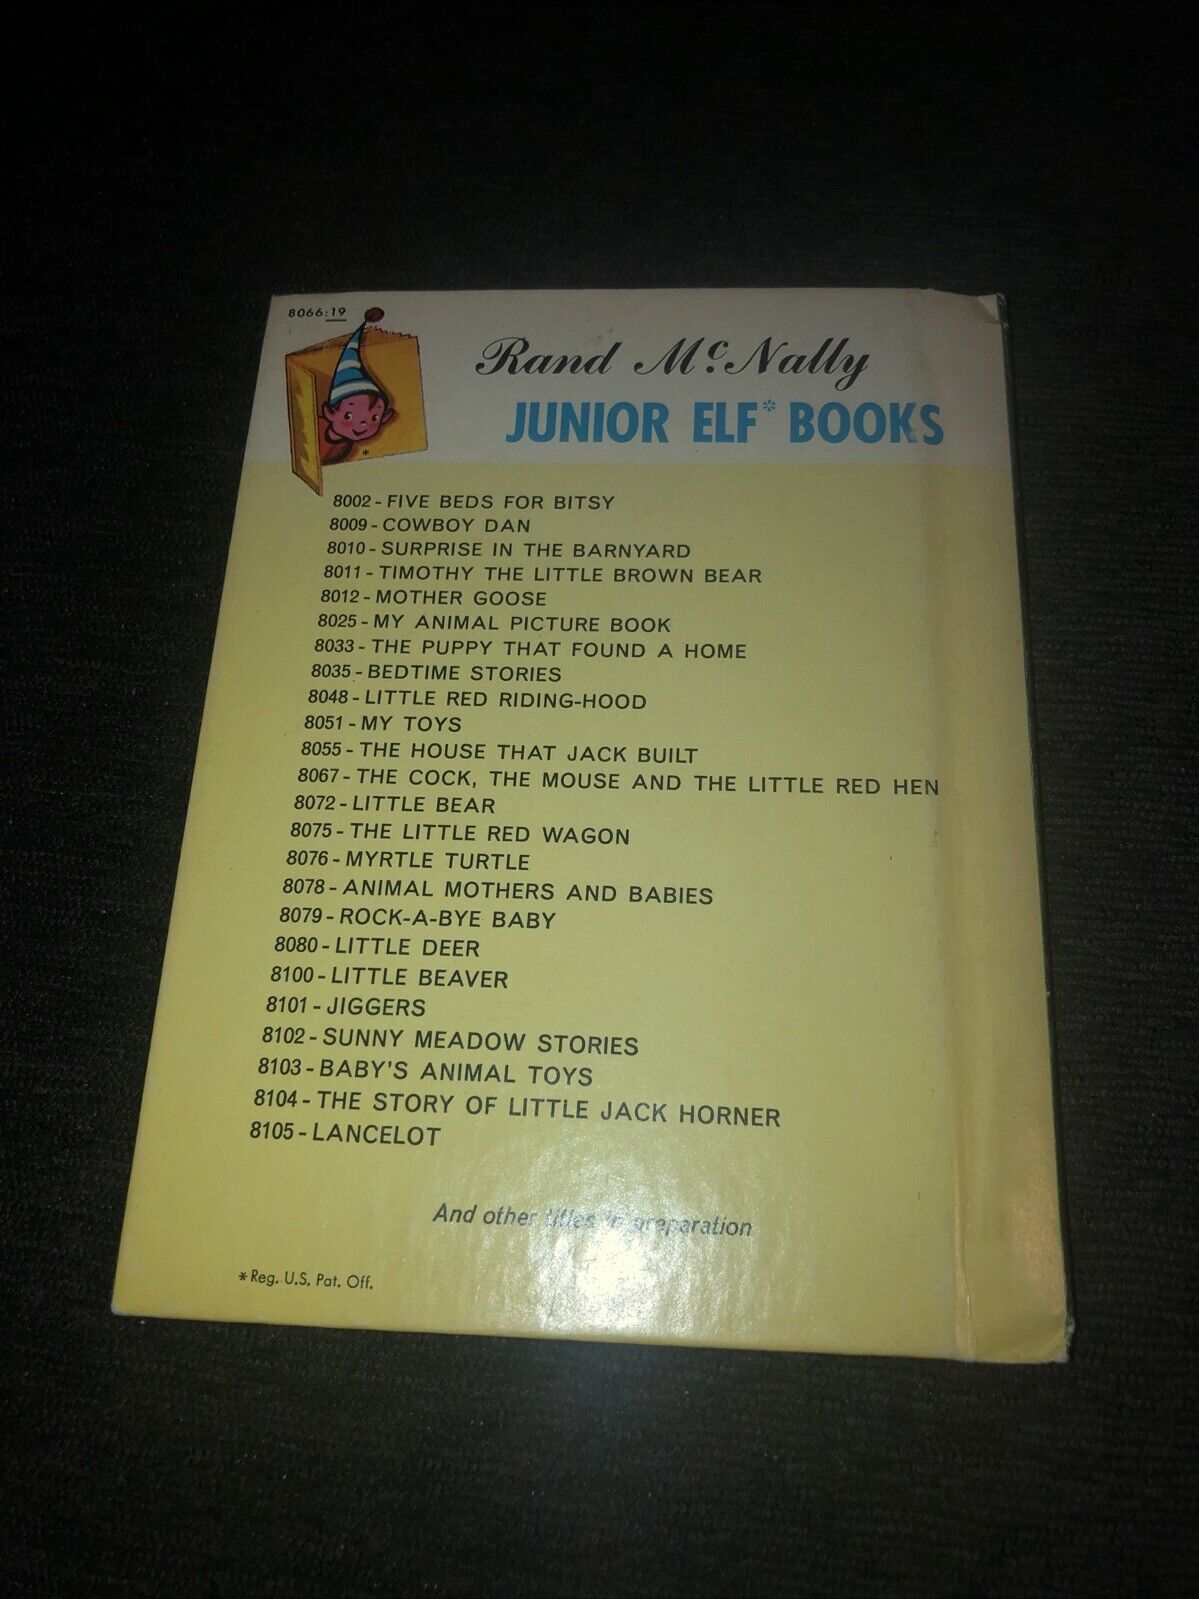 8066:19
Rand McNally
JUNIOR ELF* BOOKS
*
8002 - FIVE BEDS FOR BITSY
8009 - COWBOY DAN
8010 - SURPRISE IN THE BARNYARD
8011 - TIMOTHY THE LITTLE BROWN BEAR
8012 - MOTHER GOOSE
8025 - MY ANIMAL PICTURE BOOK
8033 - THE PUPPY THAT FOUND A HOME
8035 - BEDTIME STORIES
8048 - LITTLE RED RIDING-HOOD
8051 - MY TOYS
8055 - THE HOUSE THAT JACK BUILT
8067 - THE COCK, THE MOUSE AND THE LITTLE RED HEN
8072 - LITTLE BEAR
8075 - THE LITTLE RED WAGON
8076 - MYRTLE TURTLE
8078 - ANIMAL MOTHERS AND BABIES
8079 - ROCK-A-BYE BABY
8080 - LITTLE DEER
8100 - LITTLE BEAVER
8101 - JIGGERS
8102 - SUNNY MEADOW STORIES
8103 - BABY'S ANIMAL TOYS
8104 - THE STORY OF LITTLE JACK HORNER
8105 - LANCELOT
And other titles in preparation
* Reg. U.S. Pat. Off.